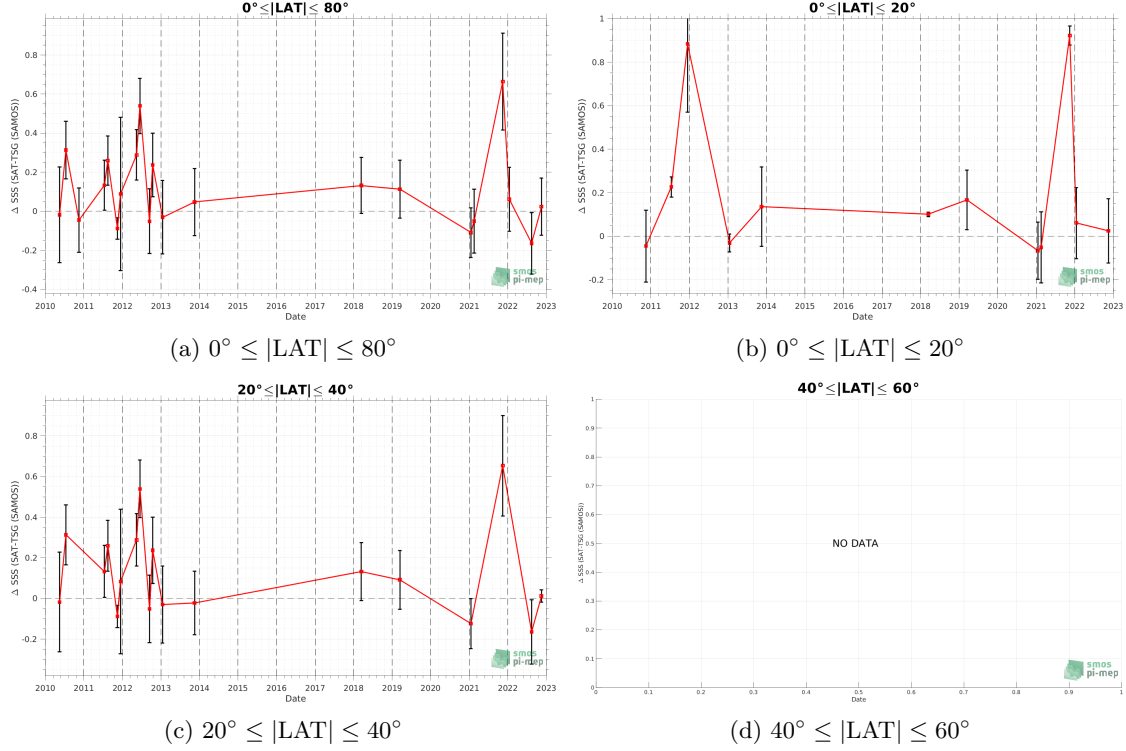 0°≤|LAT|≤ 80°
Δ SSS (SAT-TSG (SAMOS))
0.8
0.6
0.4
0.2
0
-0.2
-0.4
2010 2011 2012 2013 2014 2015 2016 2017 2018 2019 2020 2021 2022 2023
Date
smos
pi-mep
(a) 0° ≤ |LAT| ≤ 80°
0°≤|LAT|≤ 20°
Δ SSS (SAT-TSG (SAMOS))
1
0.8
0.6
0.4
0.2
0
-0.2
2010 2011 2012 2013 2014 2015 2016 2017 2018 2019 2020 2021 2022 2023
Date
smos
pi-mep
(b) 0° ≤ |LAT| ≤ 20°
20°≤|LAT|≤ 40°
Δ SSS (SAT-TSG (SAMOS))
0.8
0.6
0.4
0.2
0
-0.2
2010 2011 2012 2013 2014 2015 2016 2017 2018 2019 2020 2021 2022 2023
Date
smos
pi-mep
(c) 20° ≤ |LAT| ≤ 40°
40°≤|LAT|≤ 60°
Δ SSS (SAT-TSG (SAMOS))
1
0.9
0.8
0.7
0.6
0.5
0.4
0.3
0.2
0.1
0
NO DATA
0 0.1 0.2 0.3 0.4 0.5 0.6 0.7 0.8 0.9 1
Date
smos
pi-mep
(d) 40° ≤ |LAT| ≤ 60°